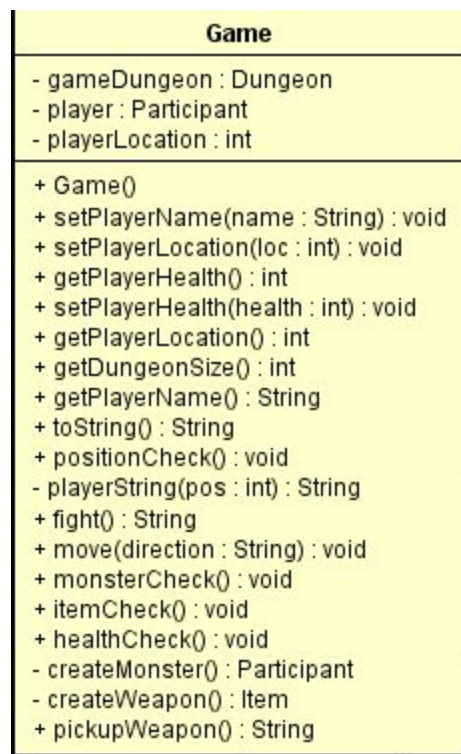 Game
- gameDungeon : Dungeon
- player : Participant
- playerLocation : int
+ Game()
+ setPlayerName(name : String) : void
+ setPlayerLocation(loc : int) : void
+ getPlayerHealth() : int
+ setPlayerHealth(health : int) : void
+ getPlayerLocation() : int
+ getDungeonSize() : int
+ getPlayerName() : String
+ toString() : String
+ positionCheck() : void
- playerString(pos : int) : String
+ fight() : String
+ move(direction : String) : void
+ monsterCheck() : void
+ itemCheck() : void
+ healthCheck() : void
- createMonster() : Participant
- createWeapon() : Item
+ pickupWeapon() : String